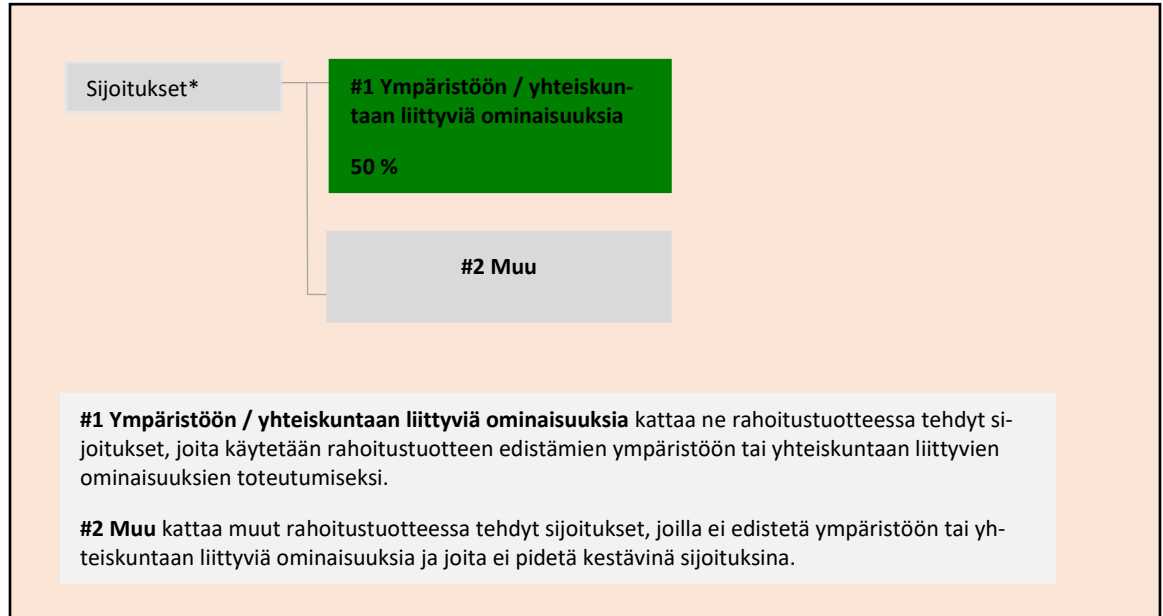 Sijoitukset*
#1 Ympäristöön / yhteiskun-
taan liittyviä ominaisuuksia
50 %
#2 Muu
#1 Ympäristöön / yhteiskuntaan liittyviä ominaisuuksia kattaa ne rahoitustuotteessa tehdyt si-
joitukset, joita käytetään rahoitustuotteen edistämien ympäristöön tai yhteiskuntaan liittyvien
ominaisuuksien toteutumiseksi.
#2 Muu kattaa muut rahoitustuotteessa tehdyt sijoitukset, joilla ei edistetä ympäristöön tai yh-
teiskuntaan liittyviä ominaisuuksia ja joita ei pidetä kestävinä sijoituksina.